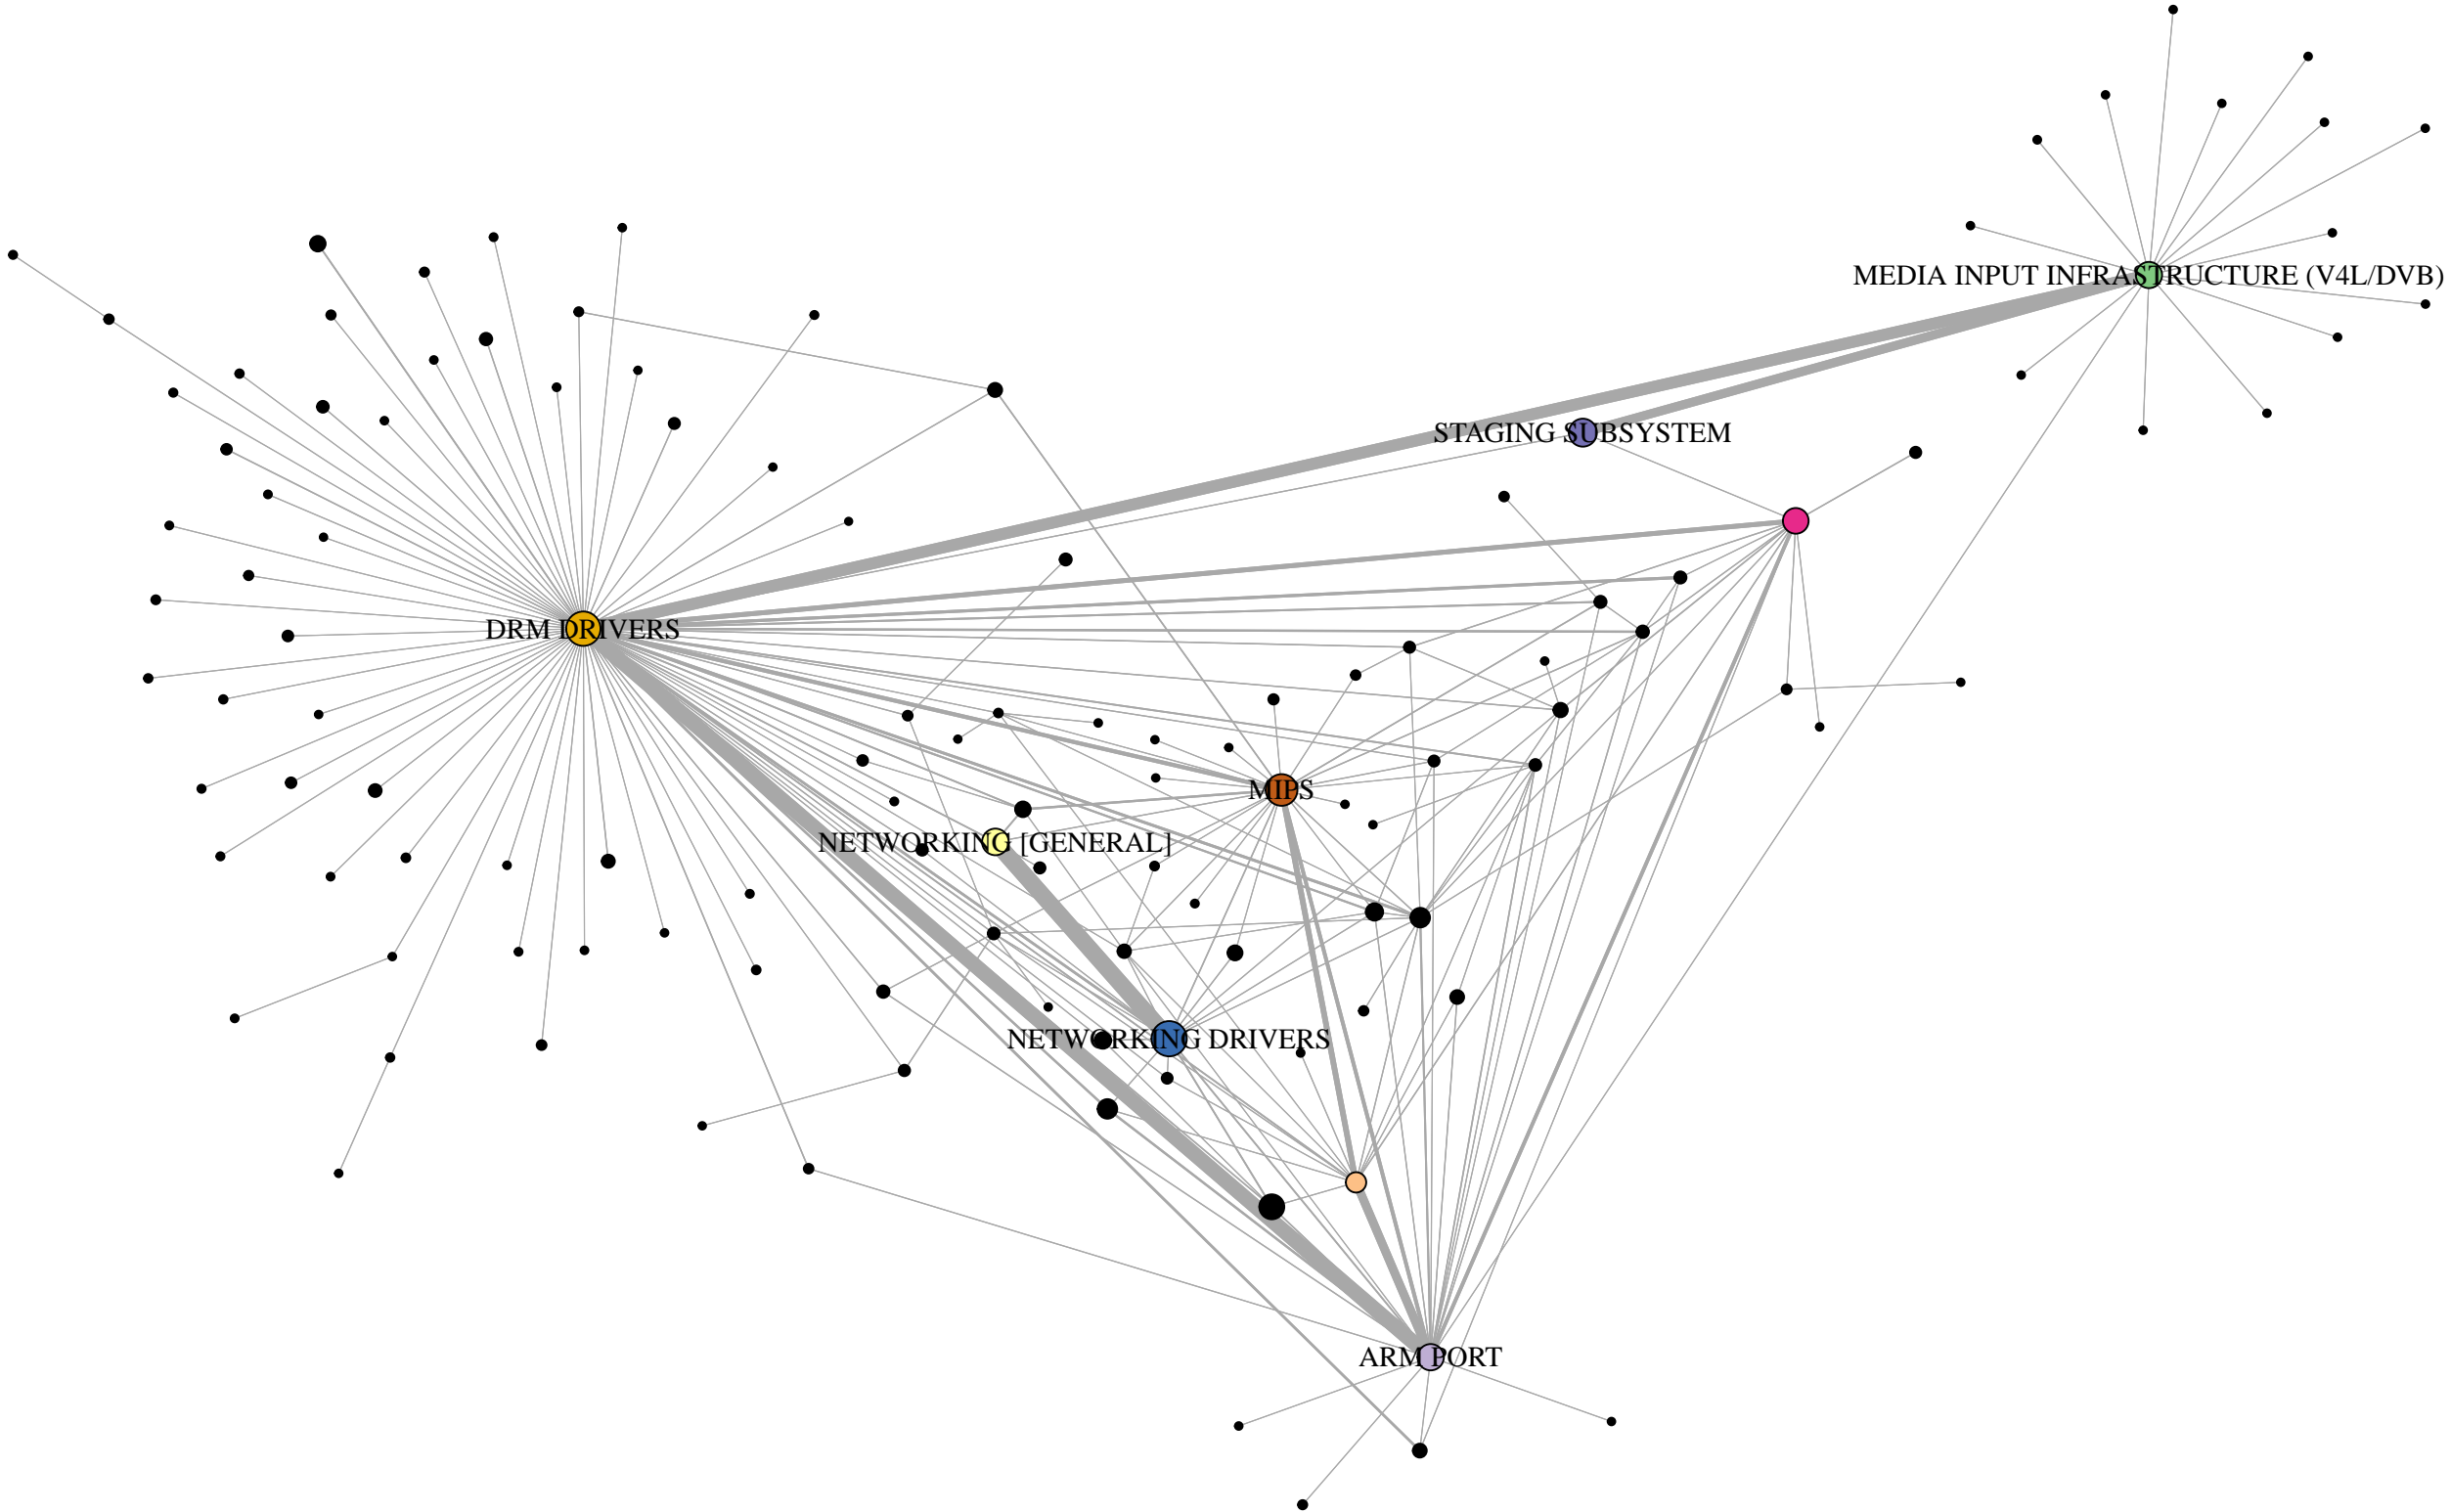 MEDIA INPUT INFRASTRUCTURE (V4L/DVB)
STAGING SUBSYSTEM
DRM DRIVERS
MIPS
NETWORKING [GENERAL]
NETWORKING DRIVERS
ARM PORT